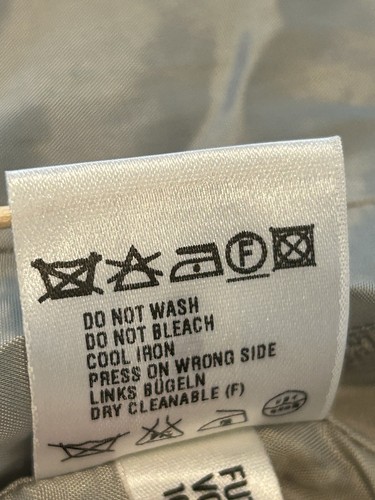 F
DO NOT WASH
DO NOT BLEACH
COOL IRON
PRESS ON WRONG SIDE
LINKS BÜGELN
DRY CLEANABLE (F)